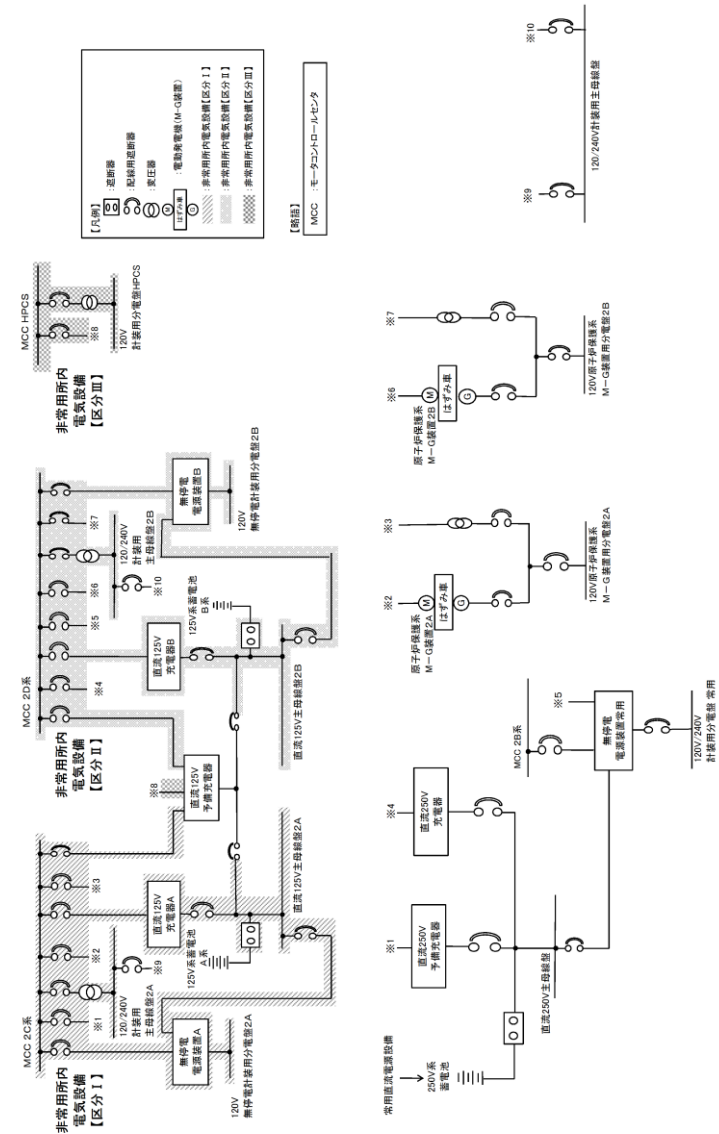 非常用所内
電気設備
【区分Ⅰ】
MCC 2C系
※1
※2
※3
120/240V
計装用
主母線盤2A
※9
無停電
電源装置A
120V
無停電計装用分電盤2A
直流125V
充電器A
125V系蓄電池
A系
直流125V主母線盤2A
※8
直流125V
予備充電器
非常用所内
電気設備
【区分Ⅱ】
MCC 2D系
※4
※5
※6
※7
直流125V
充電器B
120/240V
計装用
主母線盤2B
※10
125V系蓄電池
B系
直流125V主母線盤2B
無停電
電源装置B
120V
無停電計装用分電盤2B
非常用所内
電気設備
【区分Ⅲ】
MCC HPCS
※8
120V
計装用分電盤HPCS
【凡例】
:遮断器
:配線用遮断器
:変圧器
M
はずみ車
G
:電動発電機(M-G装置)
:非常用所内電気設備【区分Ⅰ】
:非常用所内電気設備【区分Ⅱ】
:非常用所内電気設備【区分Ⅲ】
【略語】
MCC :モータコントロールセンタ
常用直流電源設備
250V系
蓄電池
※1
直流250V
予備充電器
※4
直流250V
充電器
直流250V主母線盤
MCC 2B系
※5
無停電
電源装置常用
120V/240V
計装用分電盤 常用
※2
※3
原子炉保護系
M－G装置2A
M
はずみ車
G
120V原子炉保護系
M－G装置用分電盤2A
※6
※7
原子炉保護系
M－G装置2B
M
はずみ車
G
120V原子炉保護系
M－G装置用分電盤2B
※9
※10
120/240V計装用主母線盤